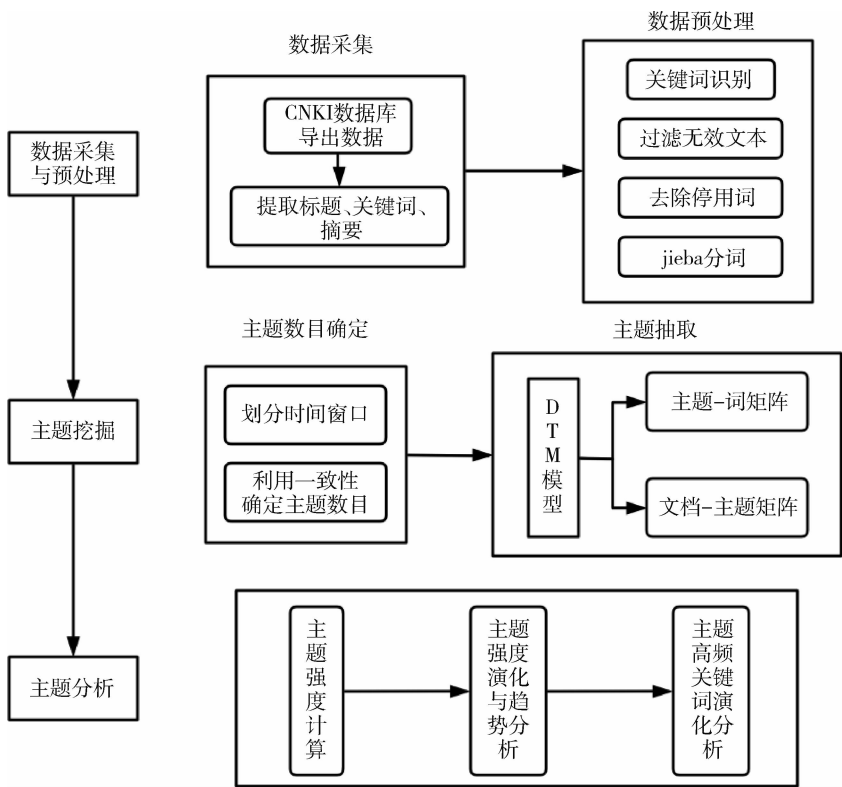 数据采集
数据预处理
数据采集
与预处理
CNKI数据库
导出数据
提取标题、关键词、
摘要
关键词识别
过滤无效文本
去除停用词
jieba分词
主题数目确定
主题抽取
主题挖掘
划分时间窗口
利用一致性
确定主题数目
DTM模型
主题-词矩阵
文档-主题矩阵
主题分析
主题强度计算
主题
强度
演化
与趋
势分
析
主题
高频
关键
词演
化分
析